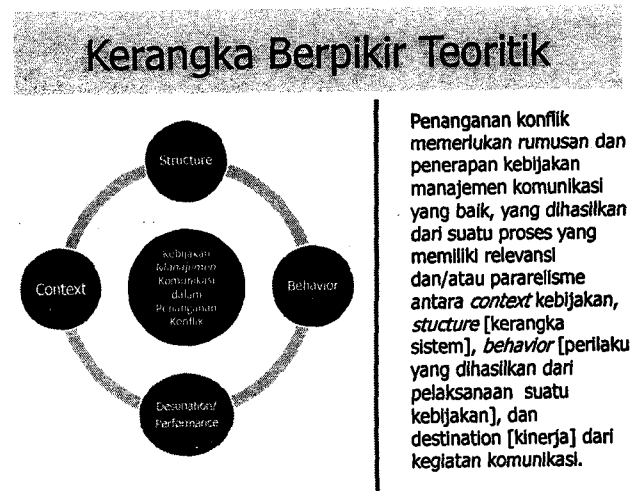 Kerangka Berpikir Teoritik
Structure
Context
Kebijakan
Manajemen
Komunikasi
dalam
Penanganan
Konflik
Behavior
Destination/
Performance
Penanganan konflik
memerlukan rumusan dan
penerapan kebijakan
manajemen komunikasi
yang baik, yang dihasilkan
dari suatu proses yang
memiliki relevansi
dan/atau pararelisme
antara context kebijakan,
stucture [kerangka
sistem], behavior [perilaku
yang dihasilkan dari
pelaksanaan suatu
kebijakan], dan
destination [kinerja] dari
kegiatan komunikasi.